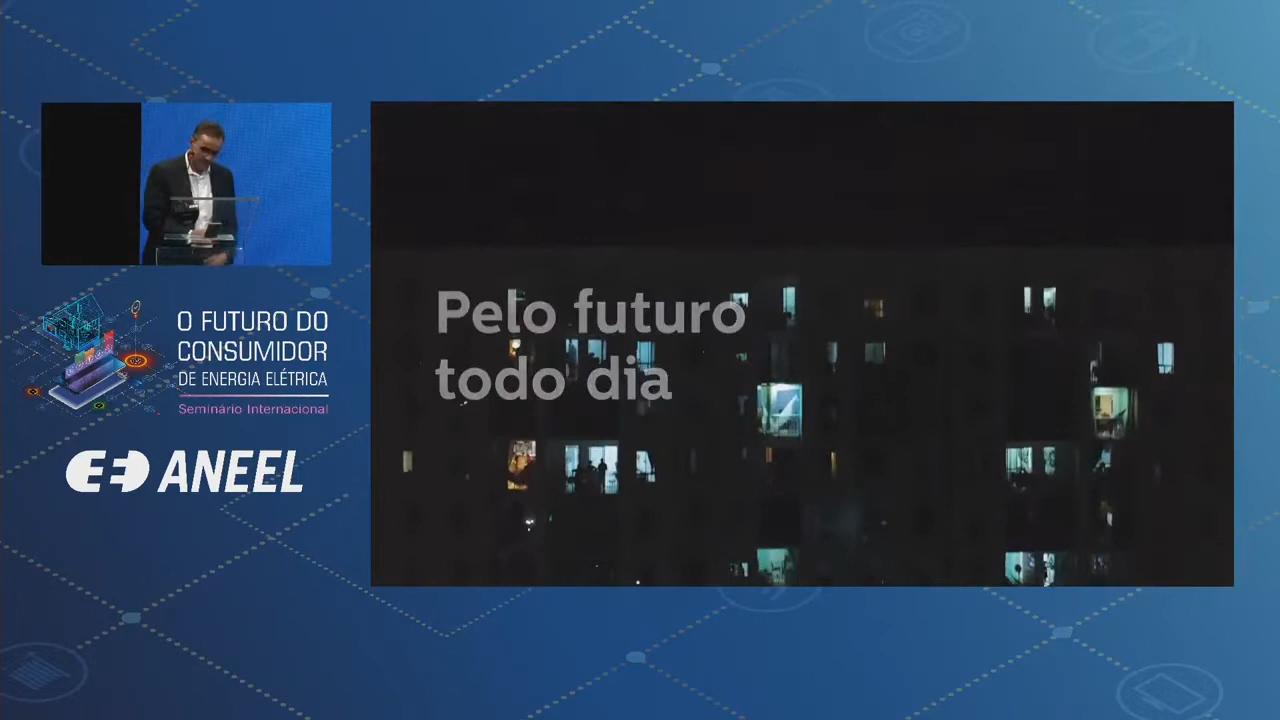 O FUTURO DO
CONSUMIDOR
DE ENERGIA ELÉTRICA
Seminário Internacional
ANEEL
Pelo futuro
todo dia